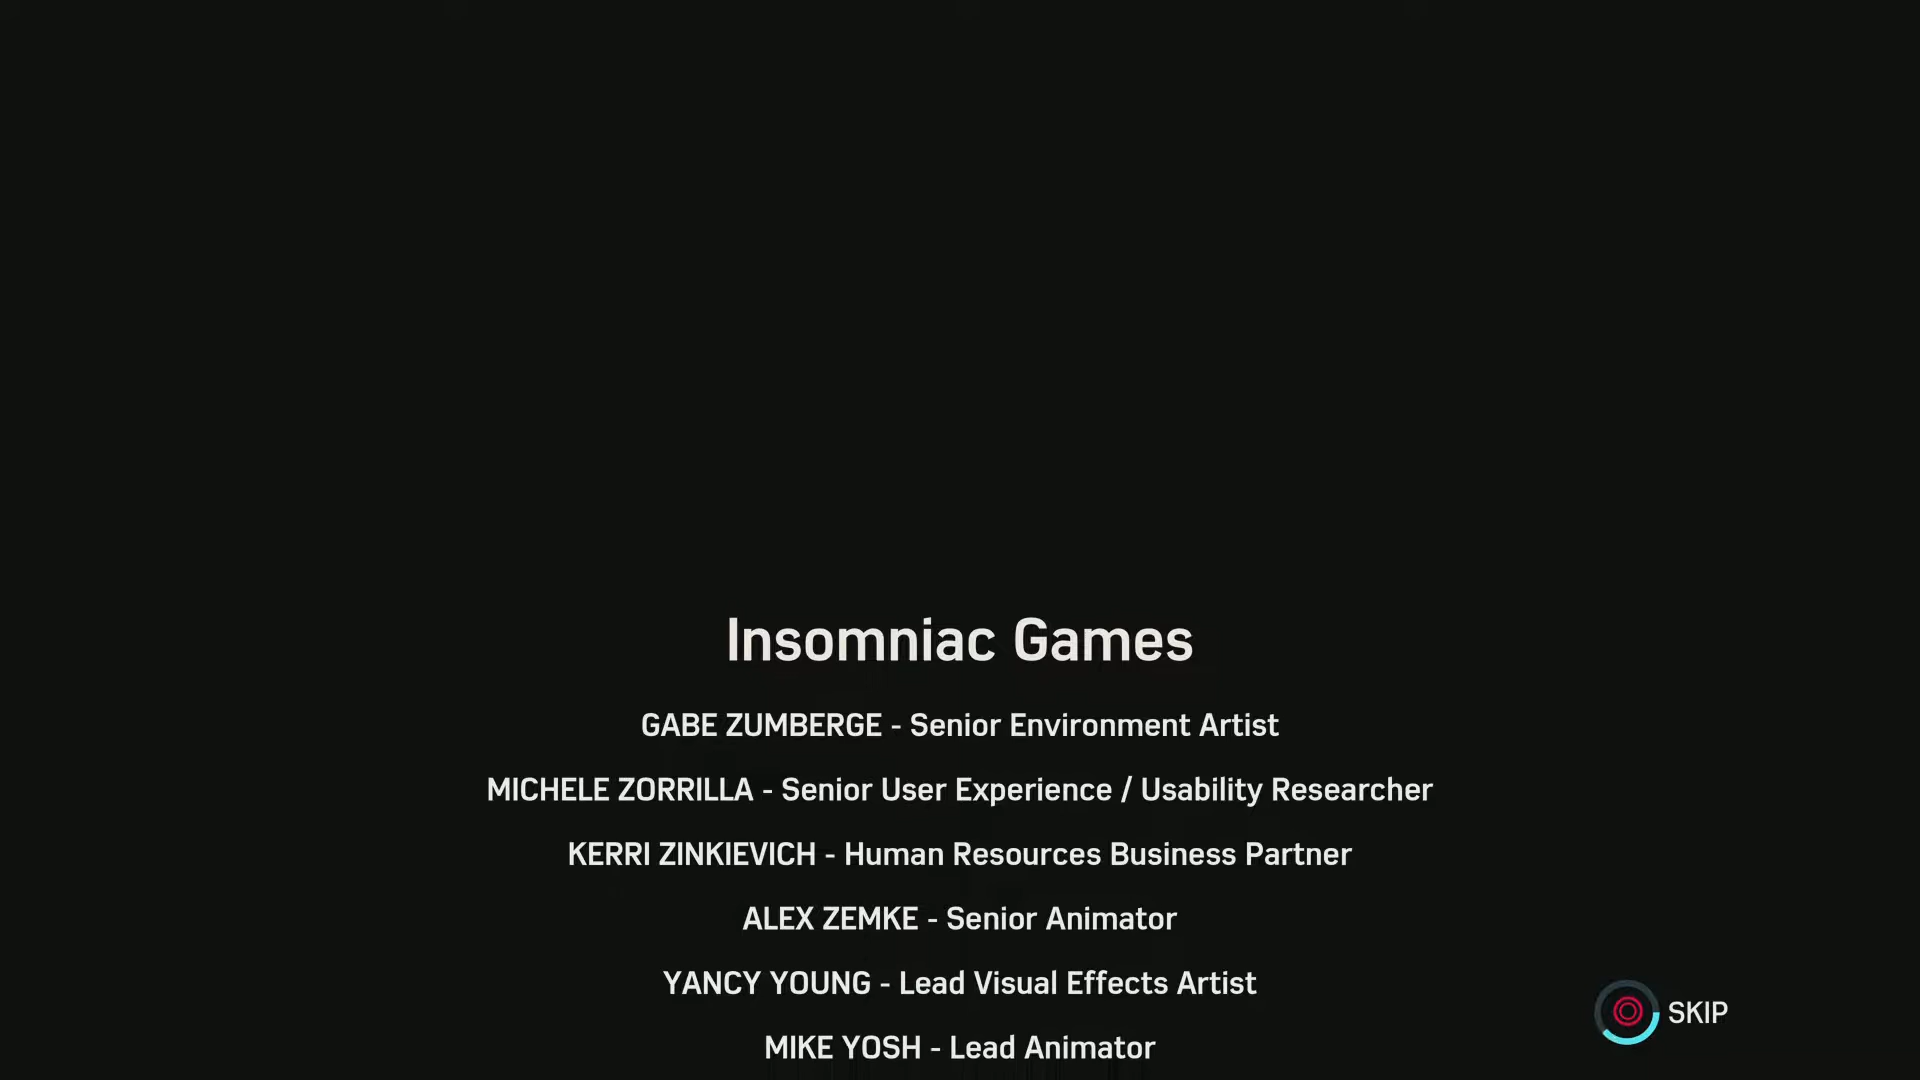 Insomniac Games
GABE ZUMBERGE - Senior Environment Artist
MICHELE ZORRILLA - Senior User Experience / Usability Researcher
KERRI ZINKIEVICH - Human Resources Business Partner
ALEX ZEMKE - Senior Animator
YANCY YOUNG - Lead Visual Effects Artist
SKIP
MIKE YOSH - Lead Animator